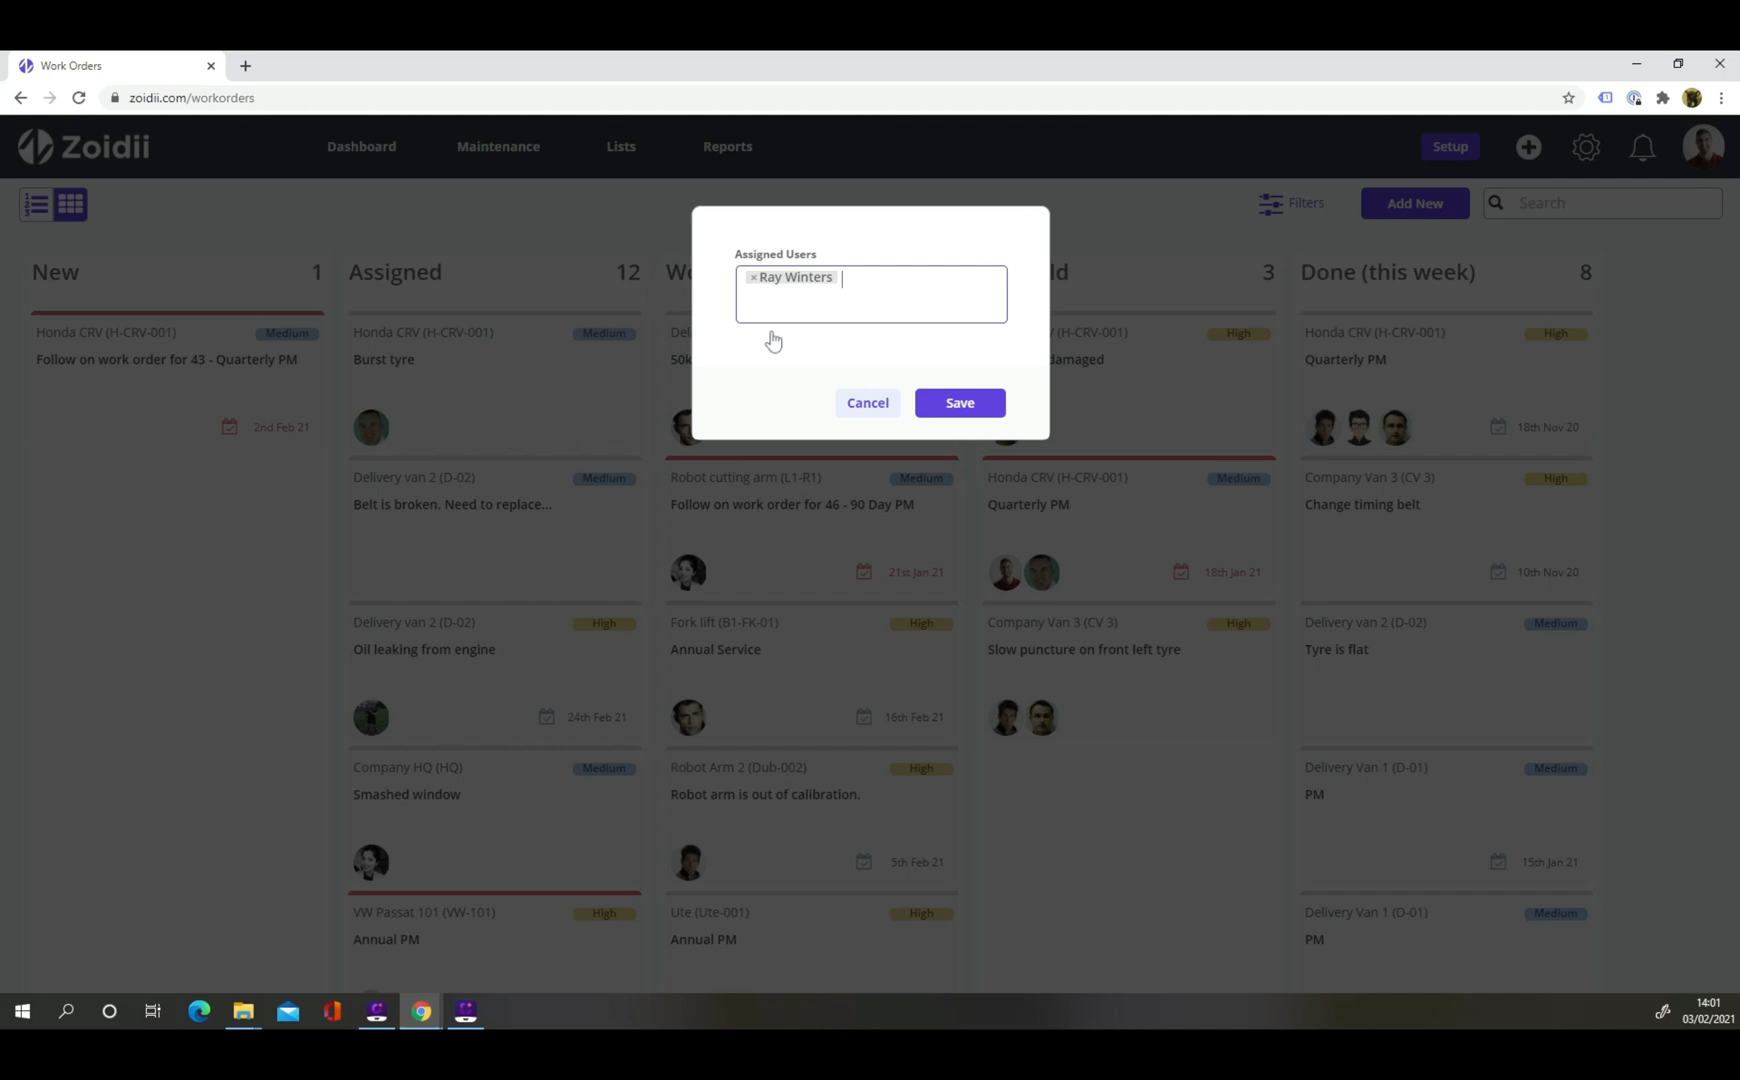 Work Orders
zoidii.com/workorders
Zoidii
Dashboard
Maintenance
Lists
Reports
Setup
Filters
Add New
Search
Assigned Users
×Ray Winters
Cancel
Save
New 1
Honda CRV (H-CRV-001) Medium
Follow on work order for 43 - Quarterly PM
2nd Feb 21
Assigned 12
Honda CRV (H-CRV-001) Medium
Burst tyre
Delivery van 2 (D-02) Medium
Belt is broken. Need to replace...
Delivery van 2 (D-02) High
Oil leaking from engine
24th Feb 21
Company HQ (HQ) Medium
Smashed window
VW Passat 101 (VW-101) High
Annual PM
Wo
Del
50k
Robot cutting arm (L1-R1) Medium
Follow on work order for 46 - 90 Day PM
21st Jan 21
Fork lift (B1-FK-01) High
Annual Service
16th Feb 21
Robot Arm 2 (Dub-002) High
Robot arm is out of calibration.
5th Feb 21
Ute (Ute-001) High
Annual PM
ld 3
(H-CRV-001) High
damaged
Honda CRV (H-CRV-001) Medium
Quarterly PM
18th Jan 21
Company Van 3 (CV 3) High
Slow puncture on front left tyre
Done (this week) 8
Honda CRV (H-CRV-001) High
Quarterly PM
18th Nov 20
Company Van 3 (CV 3) High
Change timing belt
10th Nov 20
Delivery van 2 (D-02) Medium
Tyre is flat
Delivery Van 1 (D-01) Medium
PM
15th Jan 21
Delivery Van 1 (D-01) Medium
PM
14:01
03/02/2021